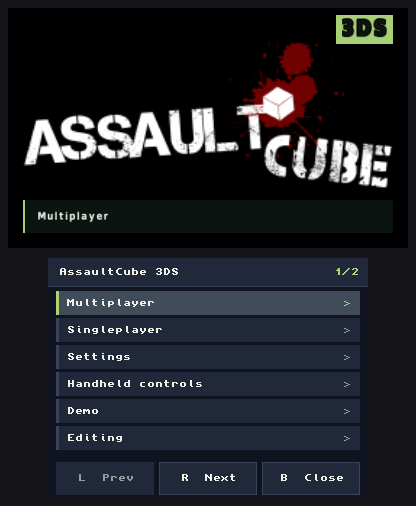 3DS
ASSAULT
CUBE
Multiplayer
AssaultCube 3DS 1/2
Multiplayer >
Singleplayer >
Settings >
Handheld controls >
Demo >
Editing >
L Prev R Next B Close